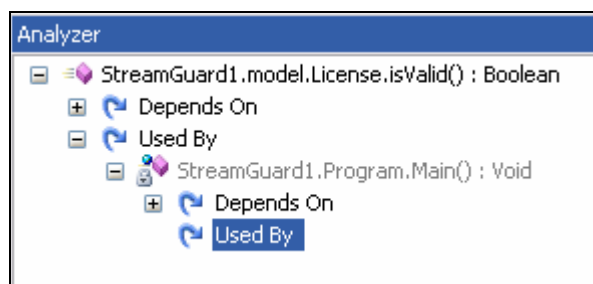 Analyzer
StreamGuard1.model.License.isValid() : Boolean
Depends On
Used By
StreamGuard1.Program.Main() : Void
Depends On
Used By